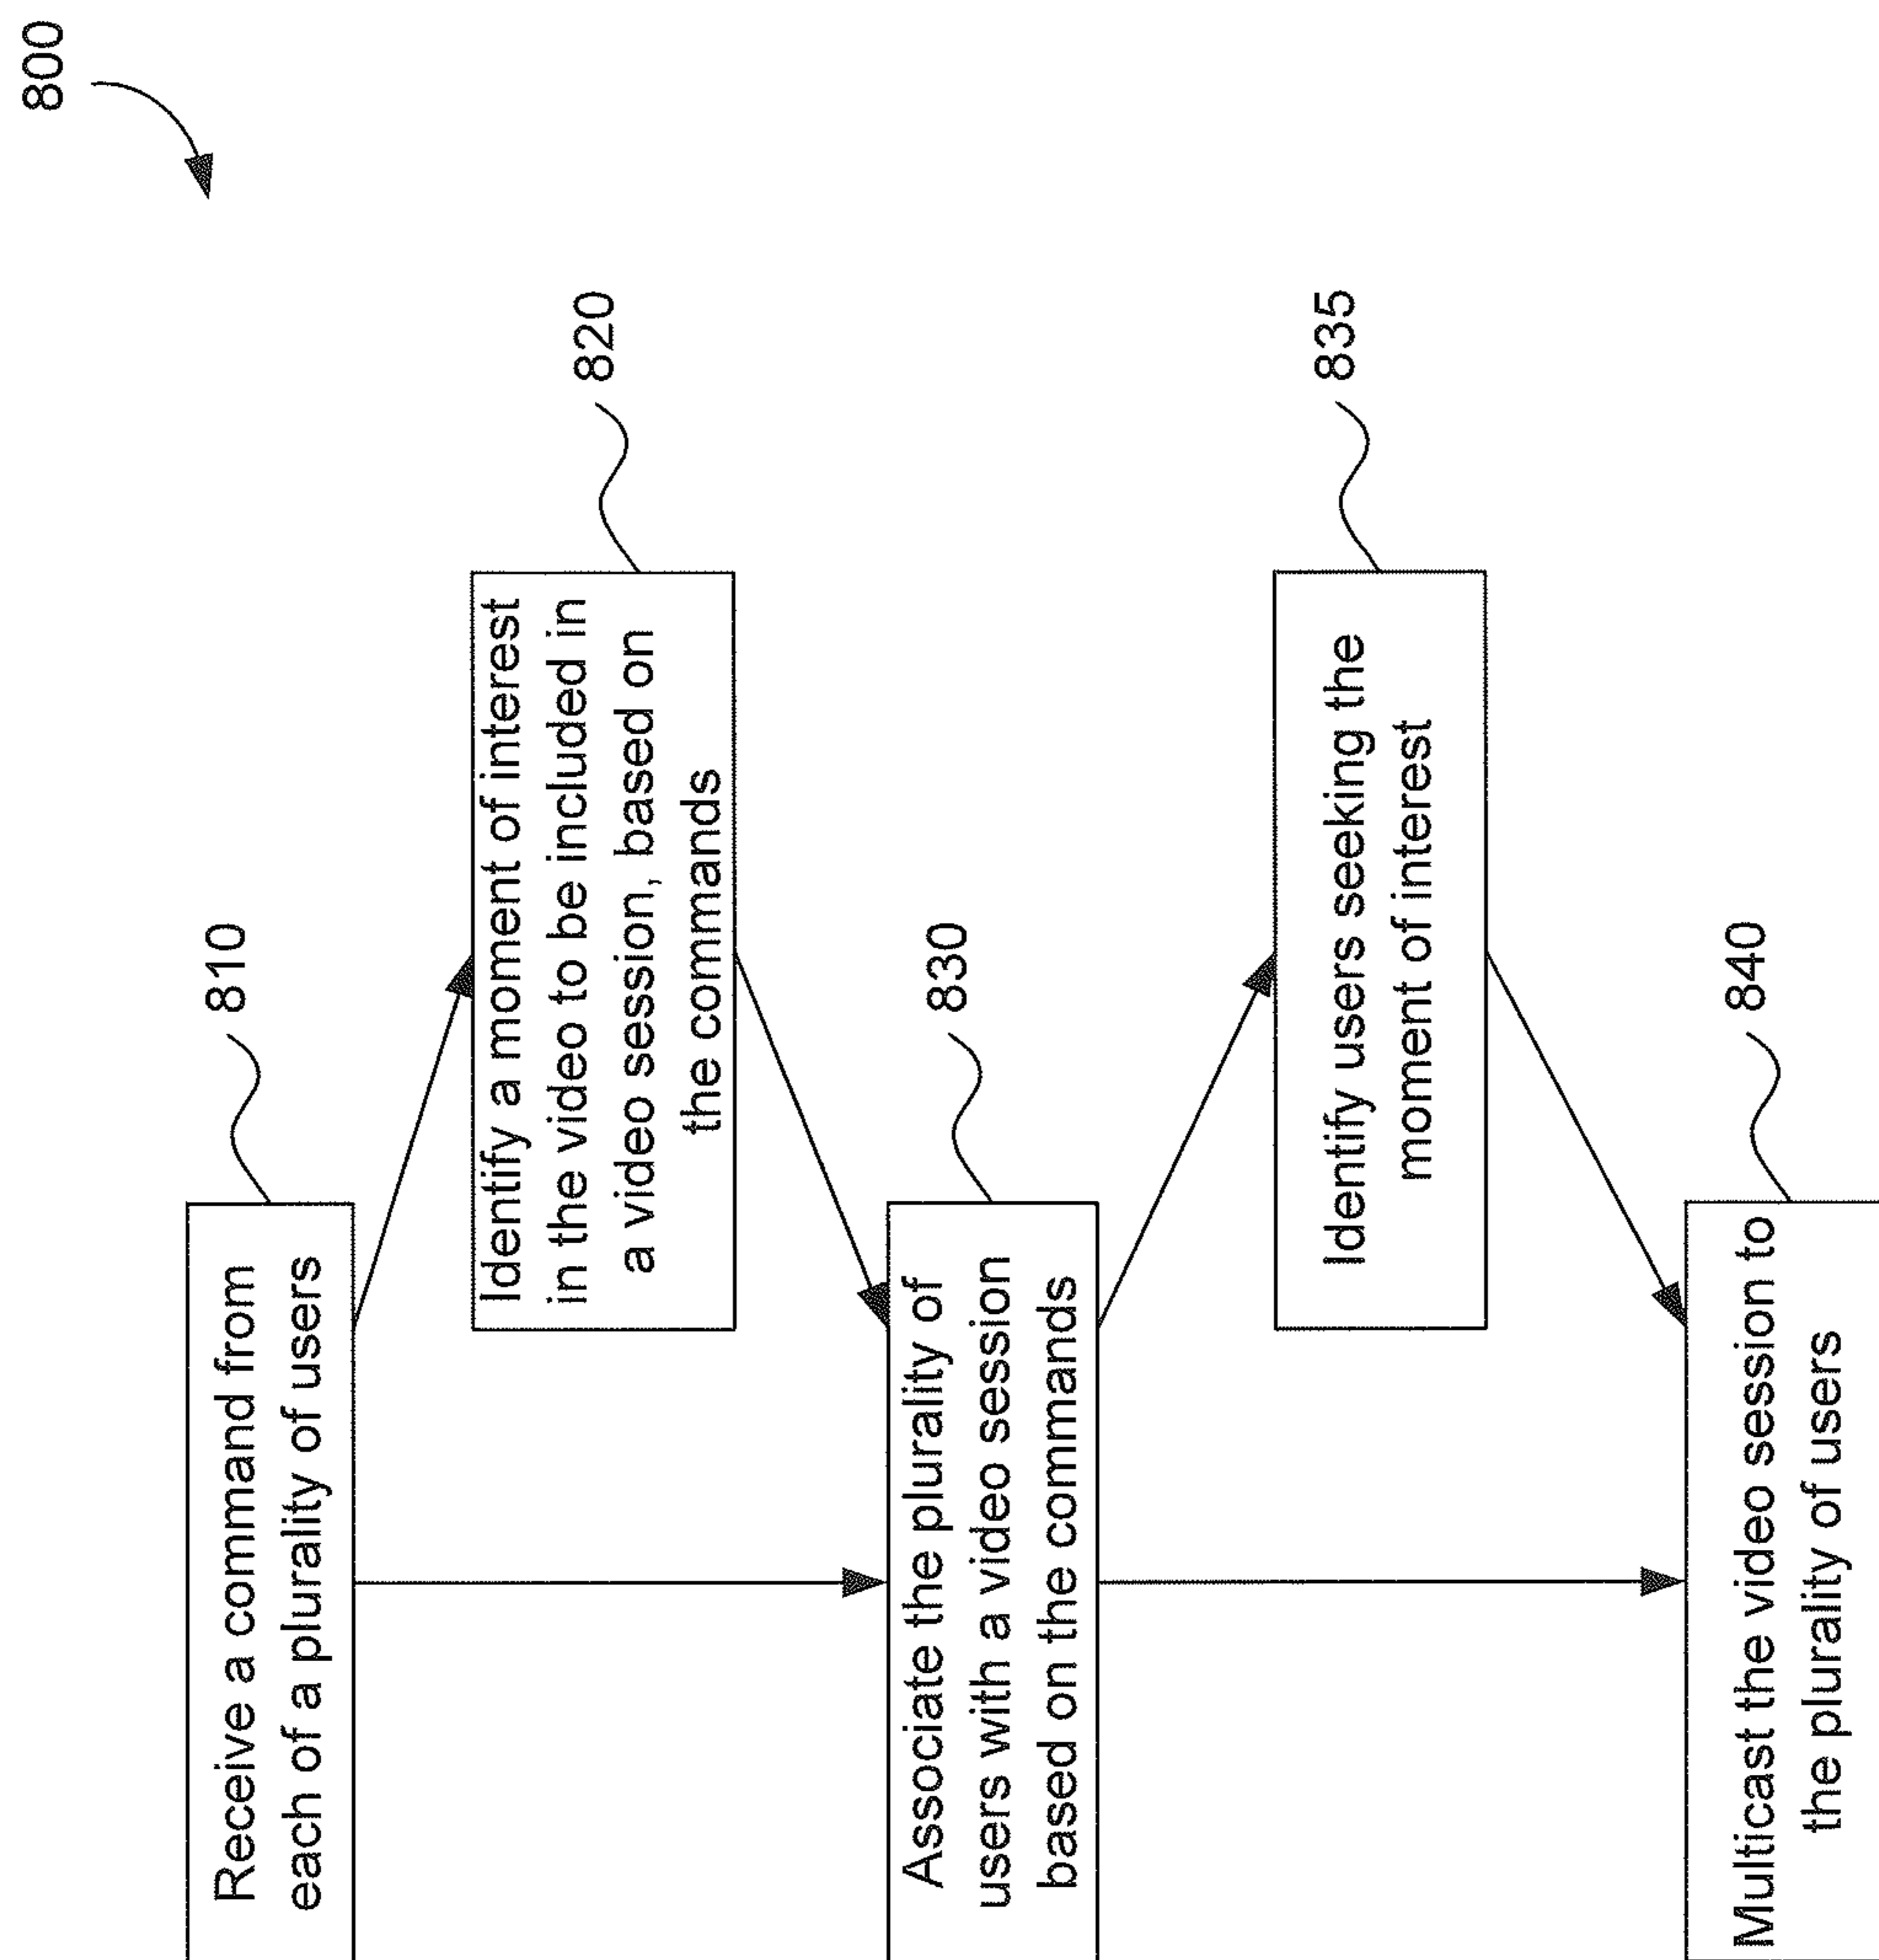 800
810
Receive a command from
each of a plurality of users
820
Identify a moment of interest
in the video to be included in
a video session, based on
the commands
830
Associate the plurality of
users with a video session
based on the commands
835
Identify users seeking the
moment of interest
840
Multicast the video session to
the plurality of users